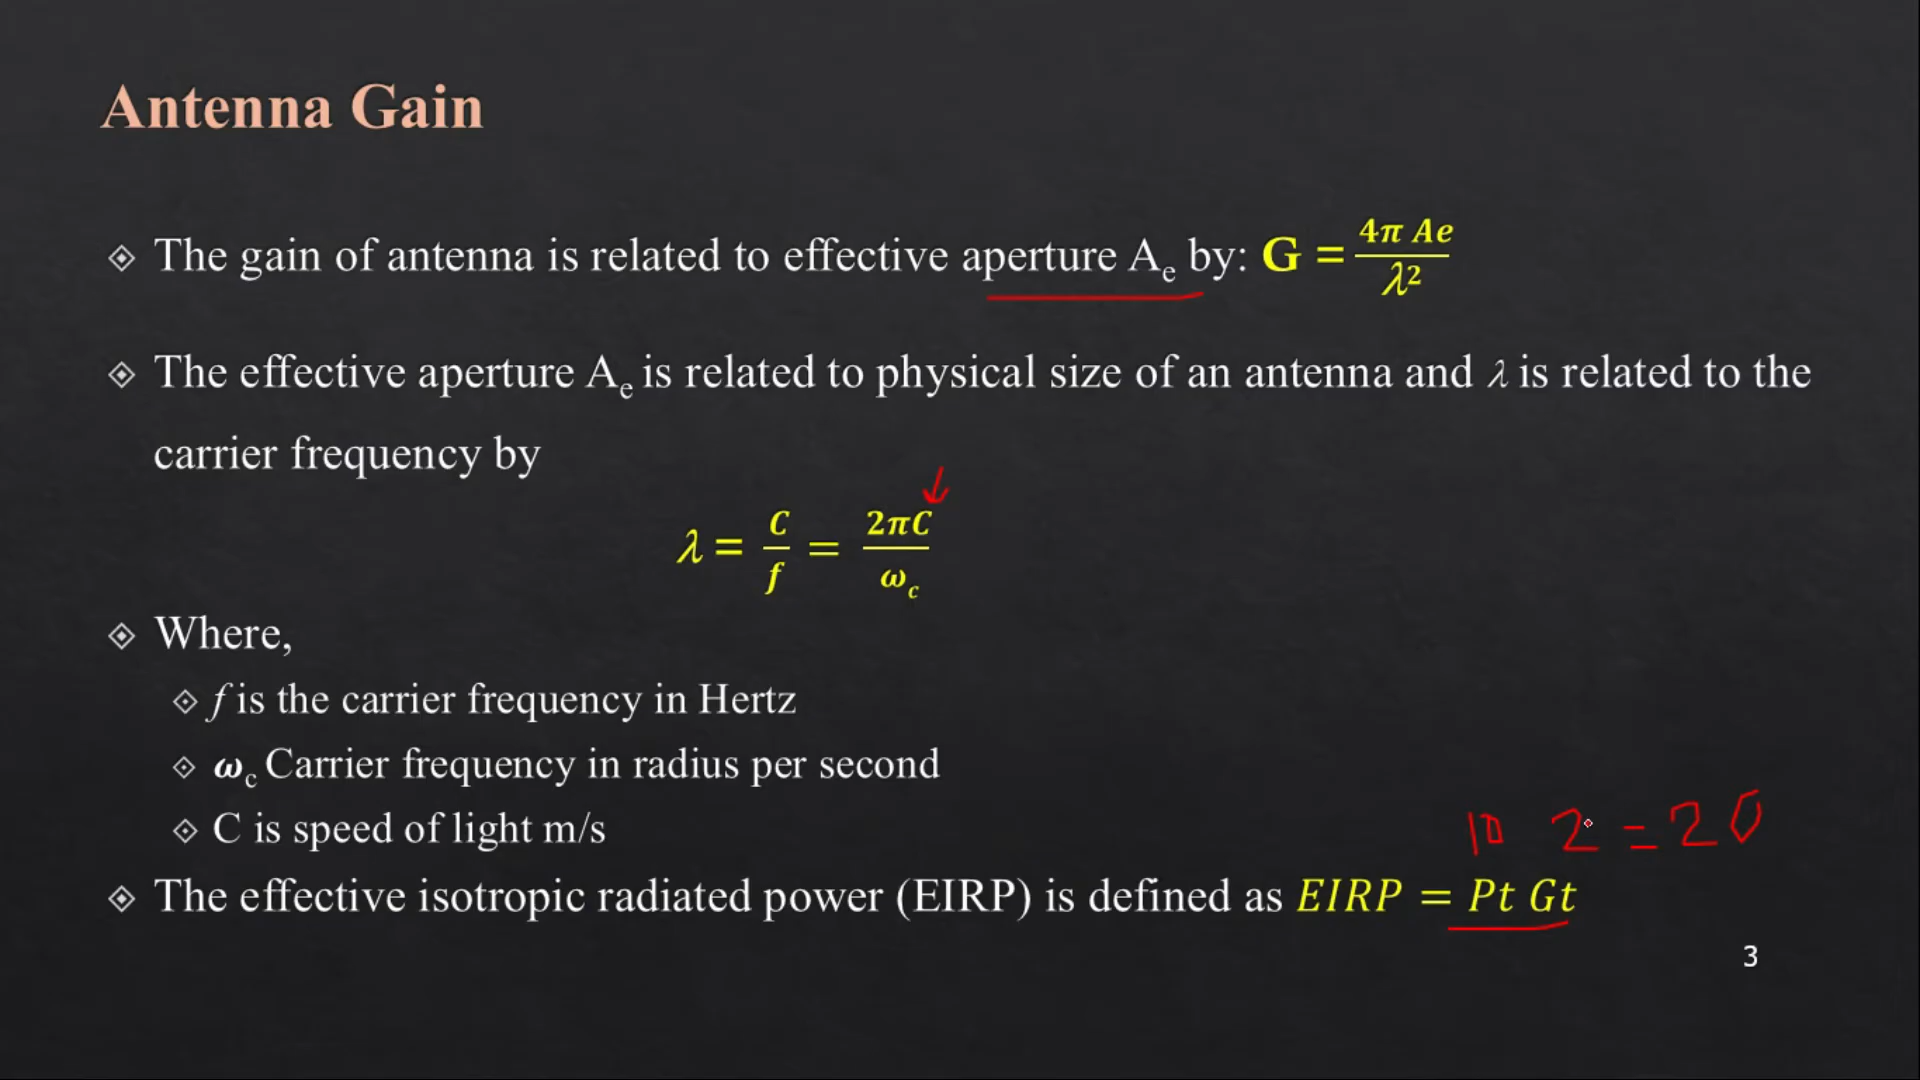 Antenna Gain
The gain of antenna is related to effective aperture Aₑ by: G = 4π Ae / λ²
The effective aperture Aₑ is related to physical size of an antenna and λ is related to the
carrier frequency by
λ = C/f = 2πC/ω_c
Where,
f is the carrier frequency in Hertz
ω_c Carrier frequency in radius per second
C is speed of light m/s
10 2 = 20
The effective isotropic radiated power (EIRP) is defined as EIRP = Pt Gt
3